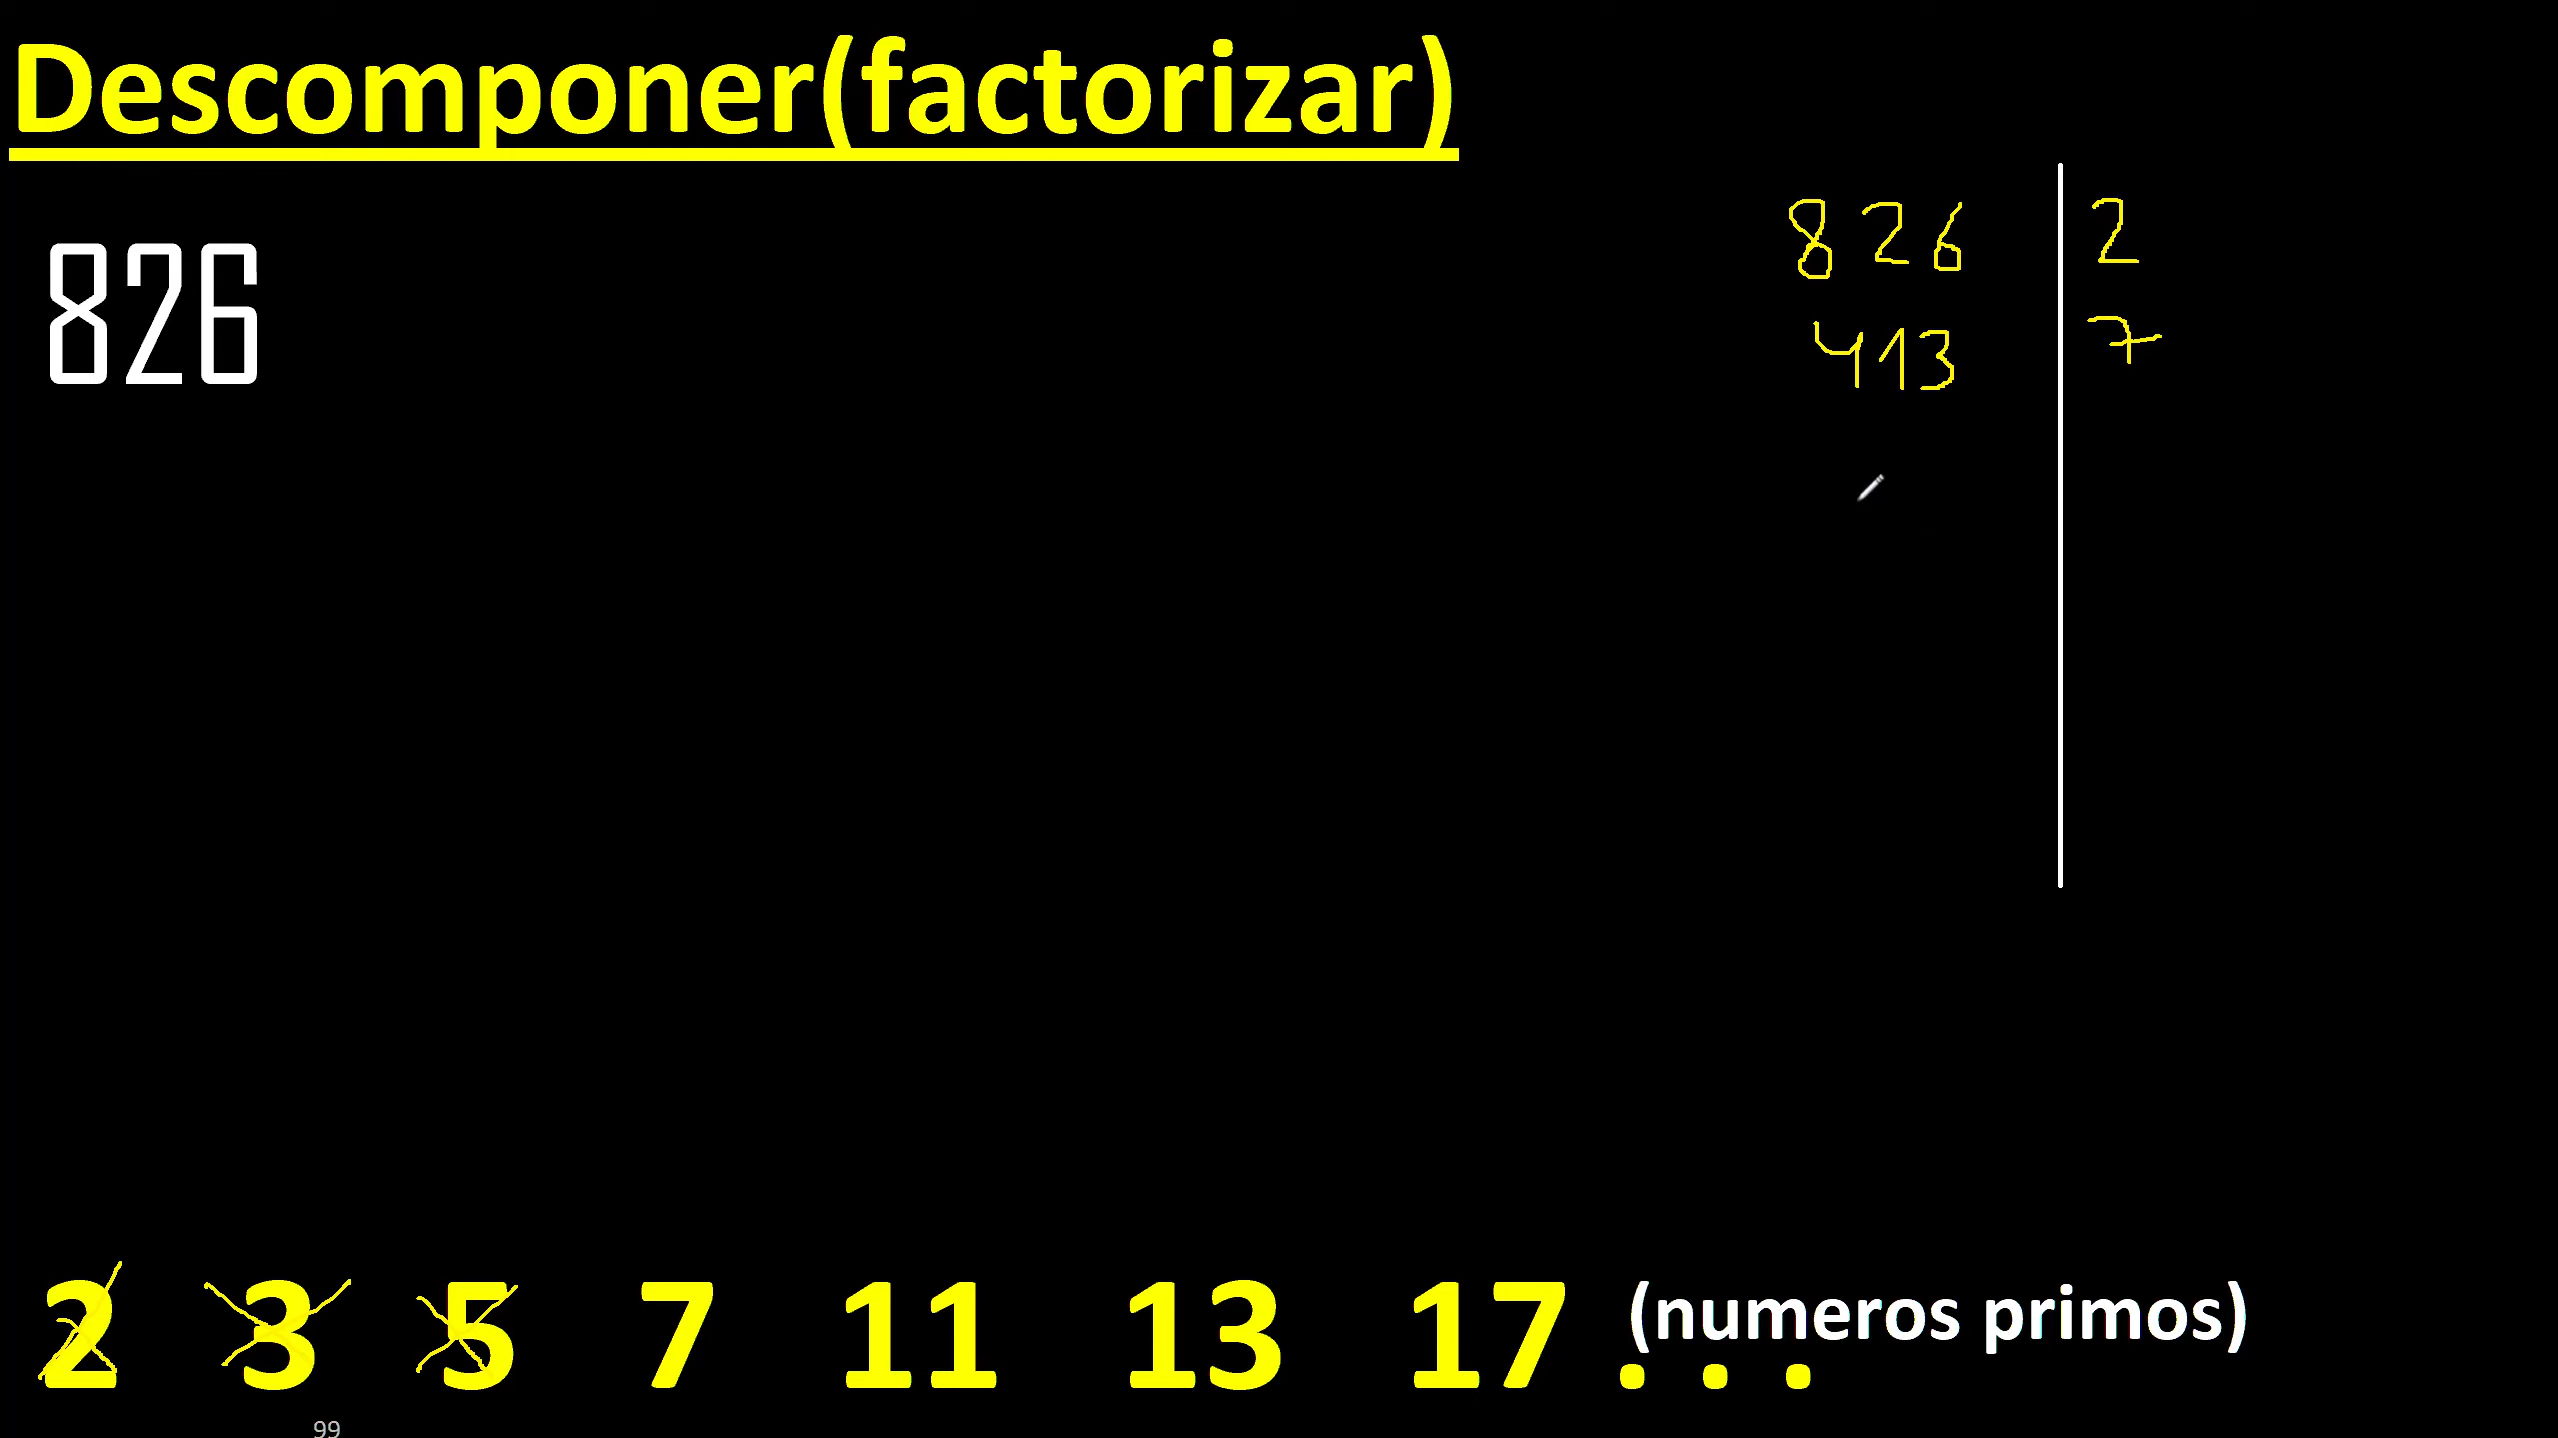 Descomponer(factorizar)
826
826 2
413 7
2 3 5 7 11 13 17 . . . (numeros primos)
99